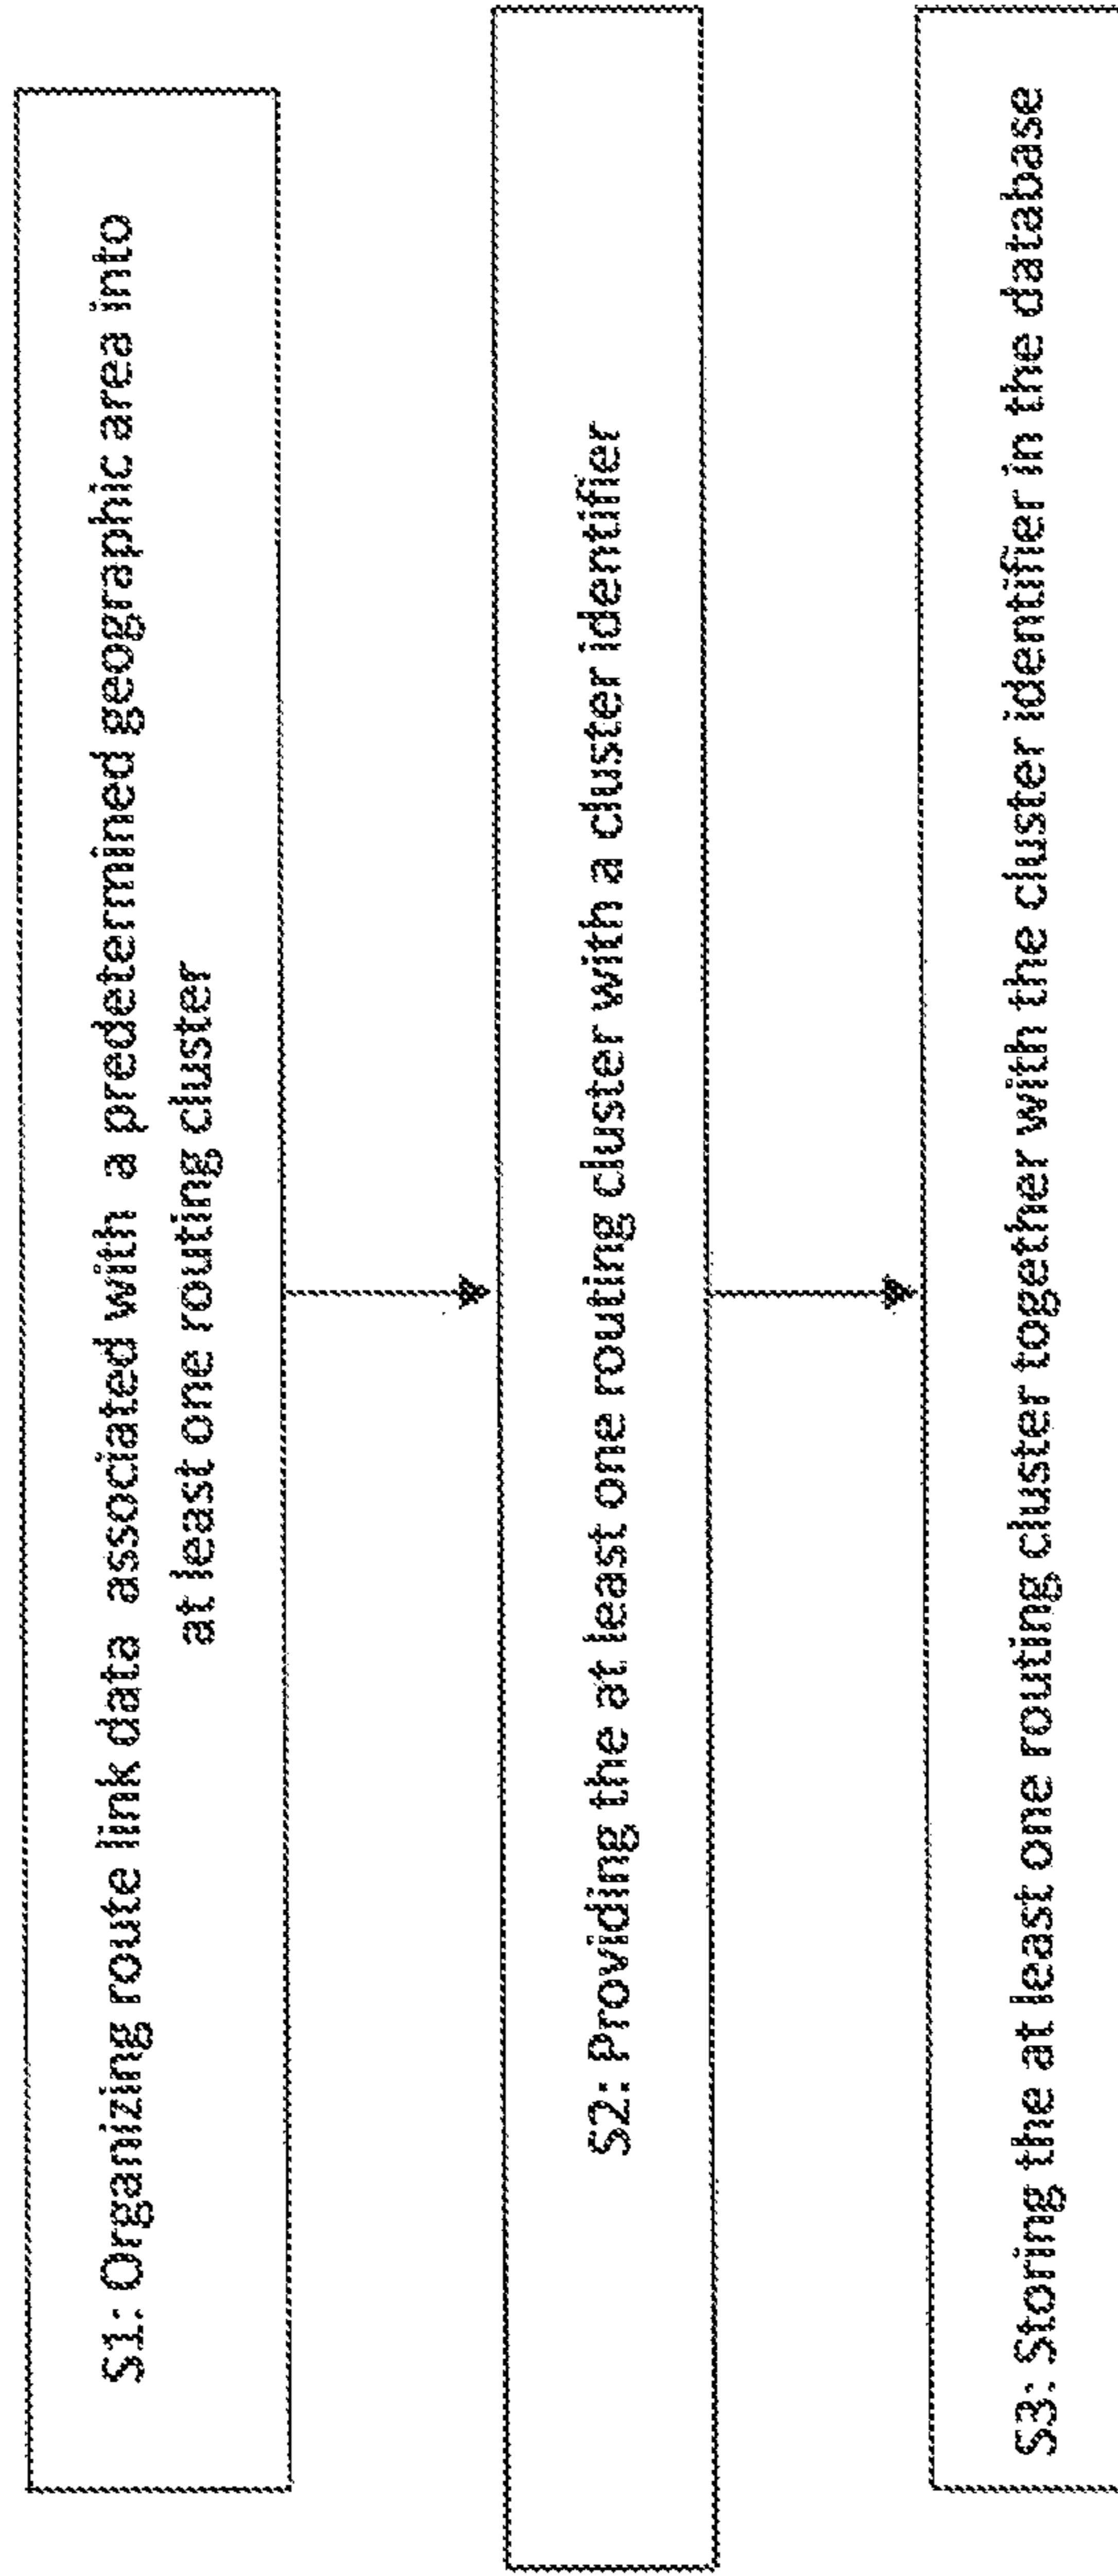 S1: Organizing route link data associated with a predetermined geographic area into
at least one routing cluster
S2: Providing the at least one routing cluster with a cluster identifier
S3: Storing the at least one routing cluster together with the cluster identifier in the database